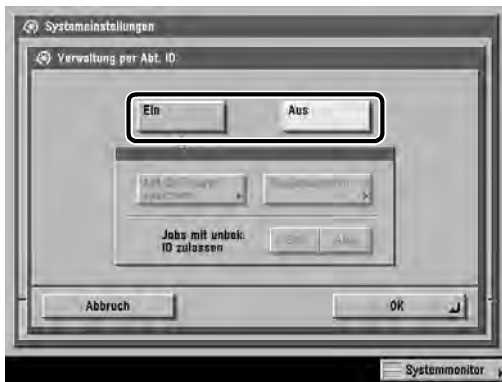 Systemeinstellungen
Verwaltung per Abt. ID
Ein Aus
Jobs mit unbek.
ID zulassen
Ein Aus
Abbruch OK
Systemmonitor